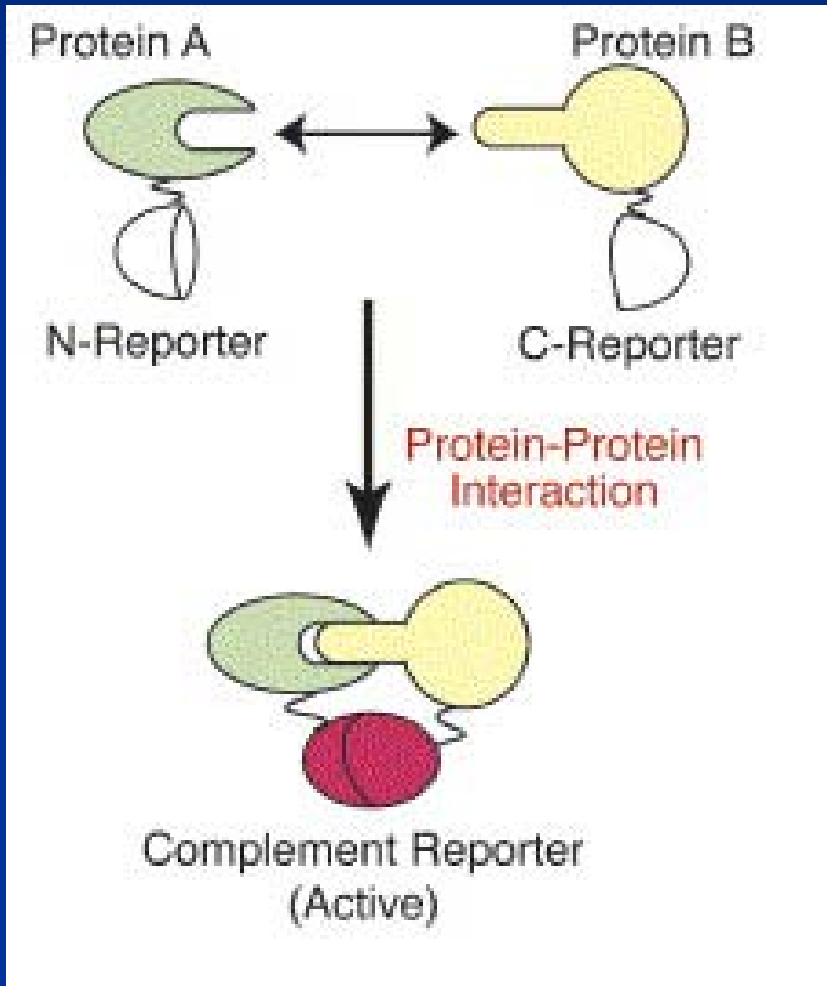 Protein A
Protein B
N-Reporter
C-Reporter
Protein-Protein
Interaction
Complement Reporter
(Active)